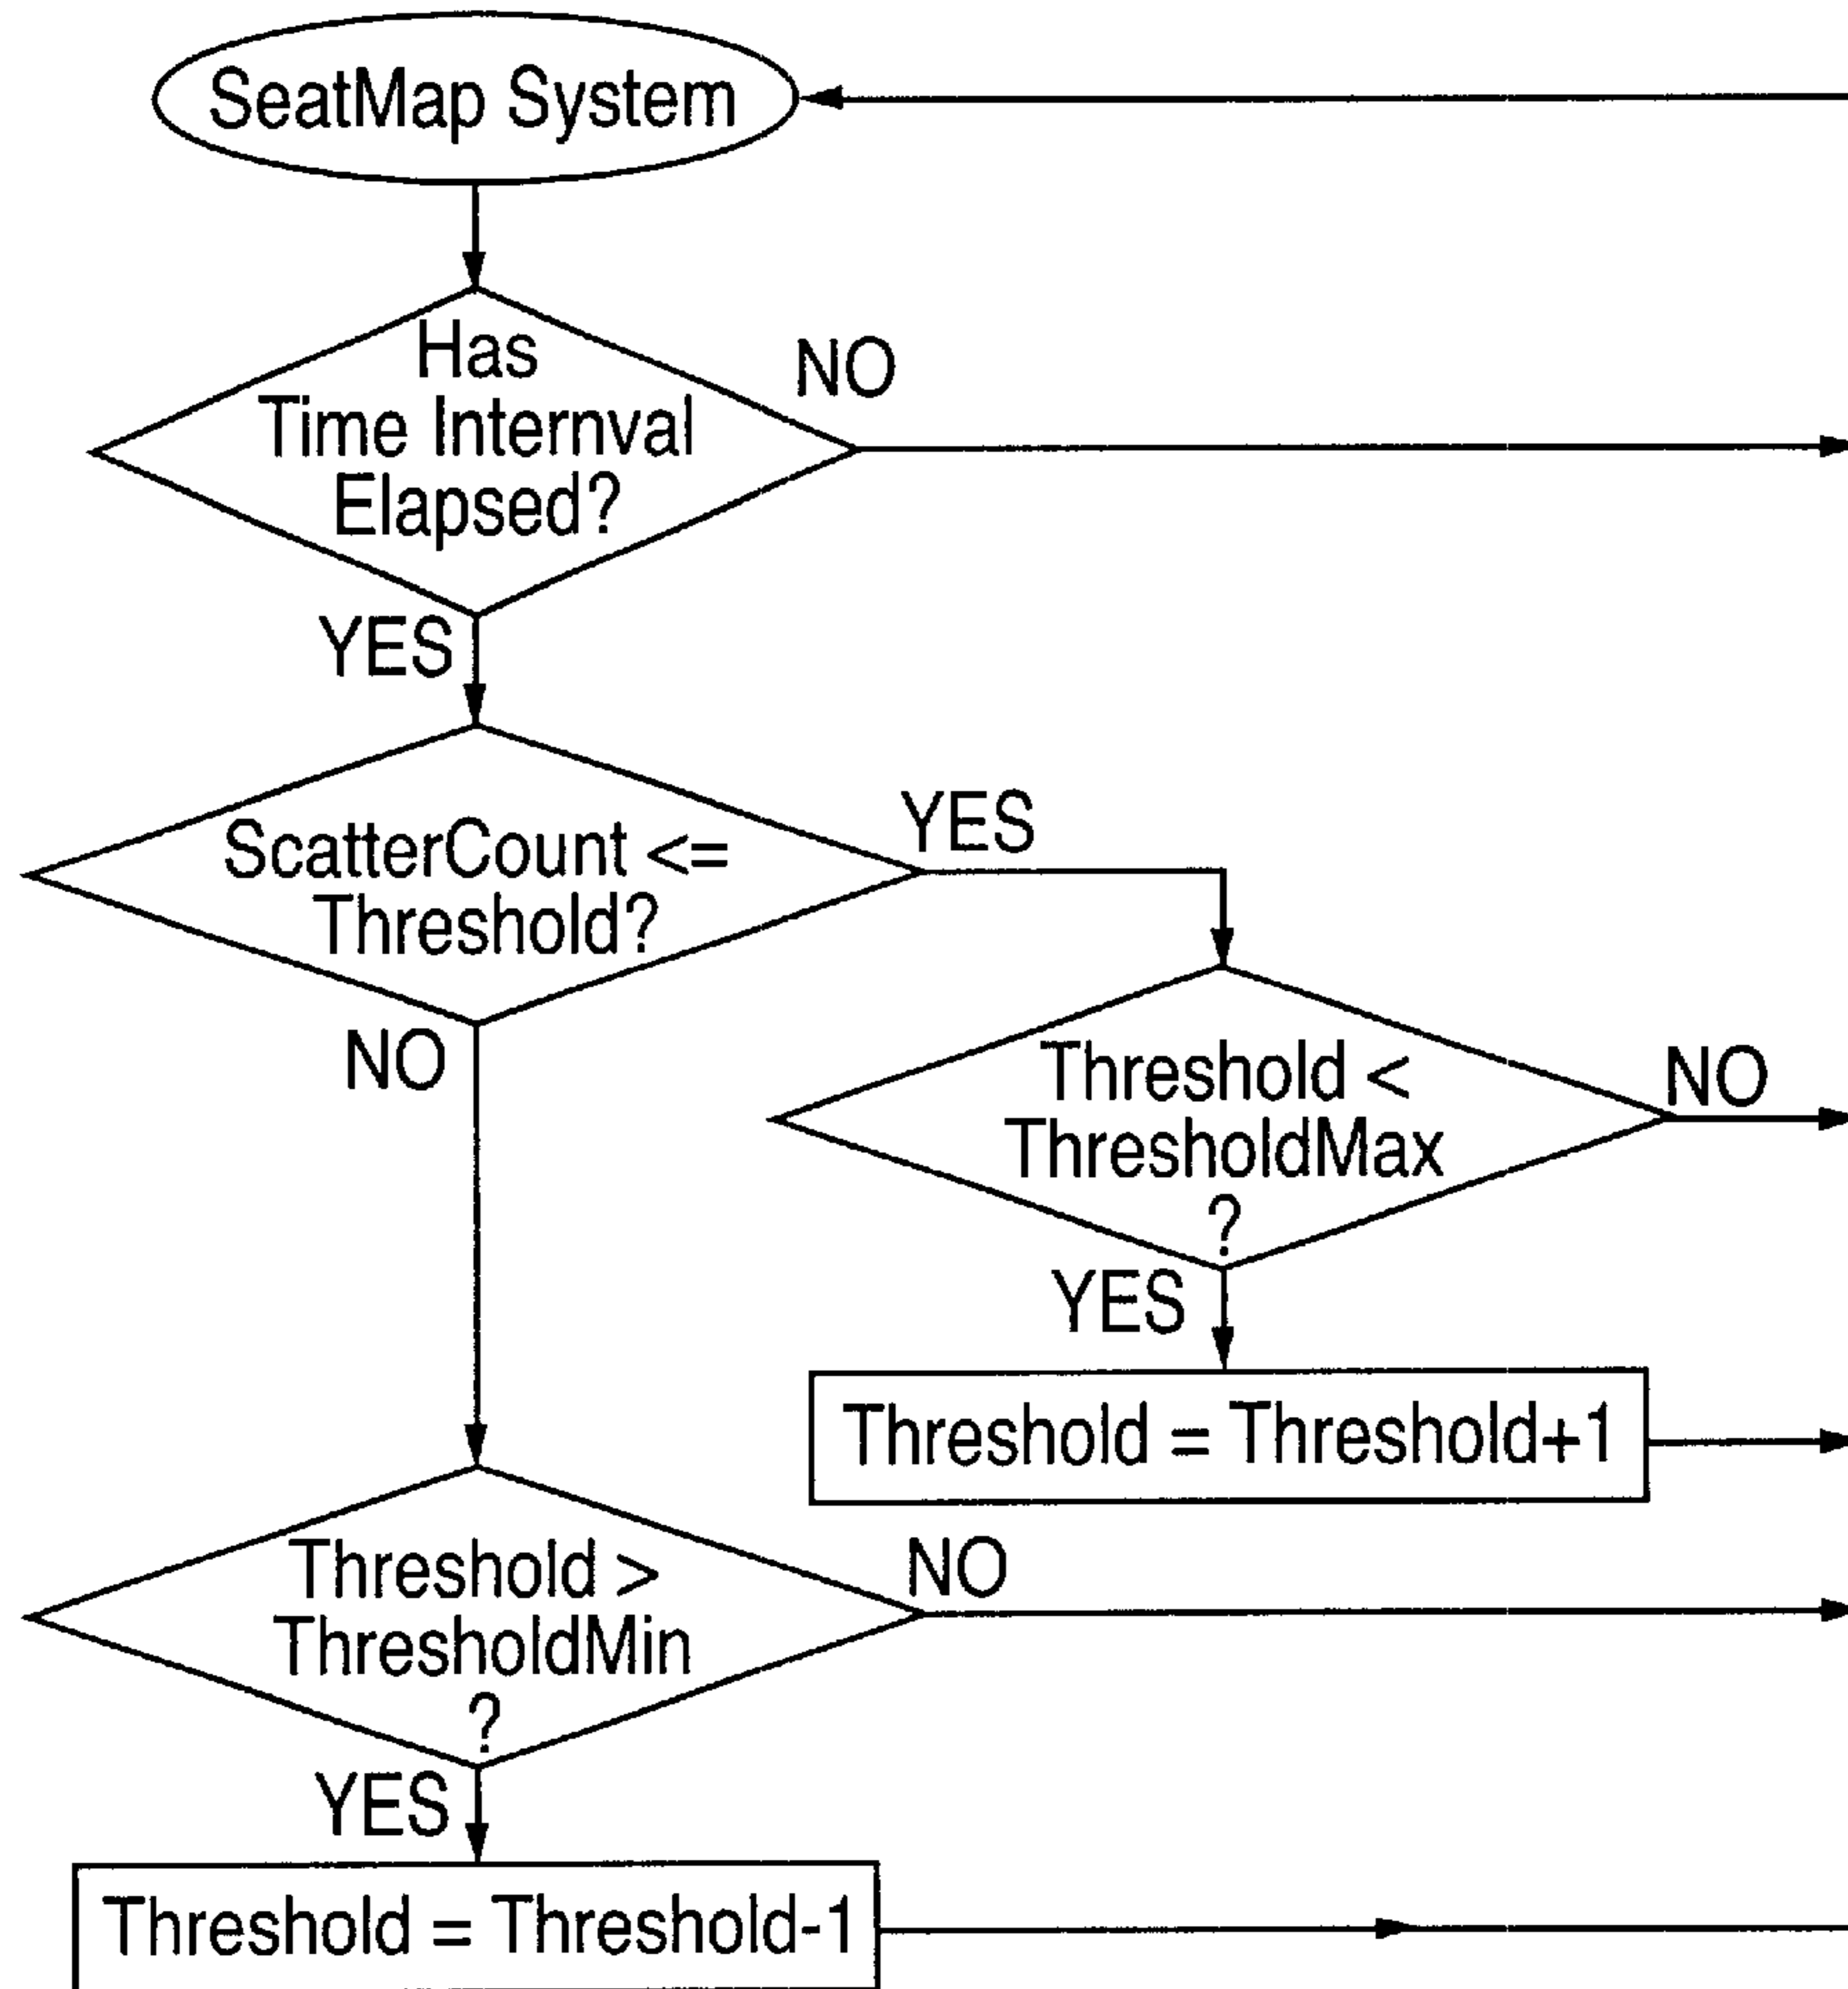 SeatMap System
Has
Time Internval
Elapsed?
NO
YES
ScatterCount <=
Threshold?
YES
NO
Threshold <
ThresholdMax
?
NO
YES
Threshold = Threshold+1
Threshold >
ThresholdMin
?
NO
YES
Threshold = Threshold-1